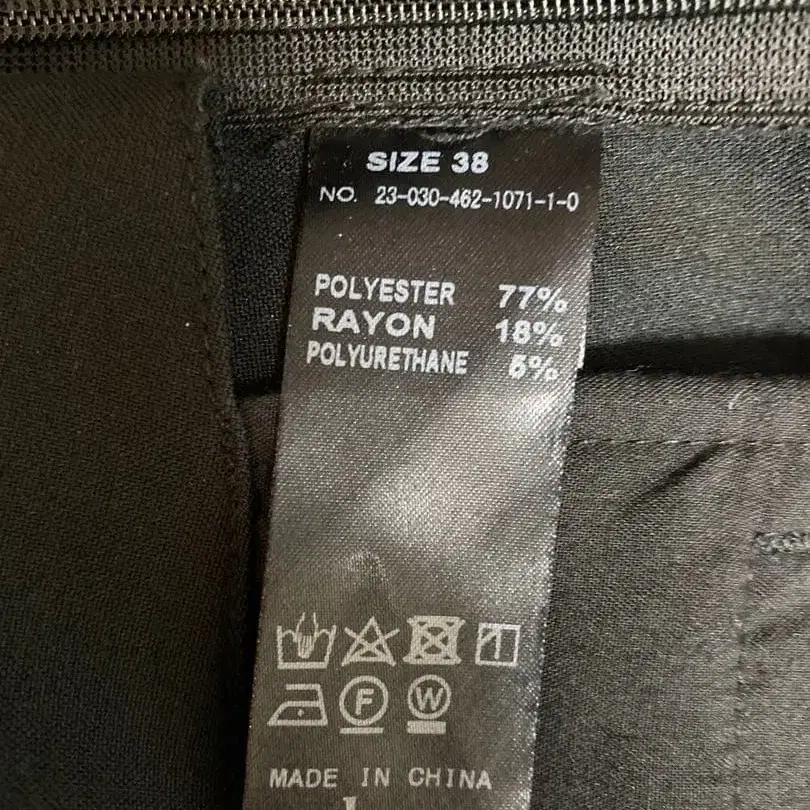 SIZE 38
NO. 23-030-462-1071-1-0
POLYESTER 77%
RAYON 18%
POLYURETHANE 5%
F W
MADE IN CHINA